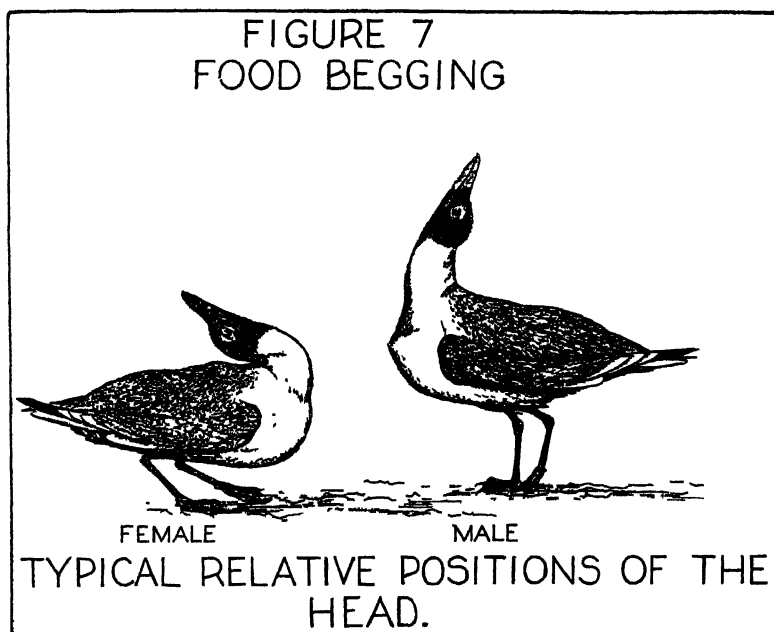 FIGURE 7
FOOD BEGGING
FEMALE
MALE
TYPICAL RELATIVE POSITIONS OF THE
HEAD.